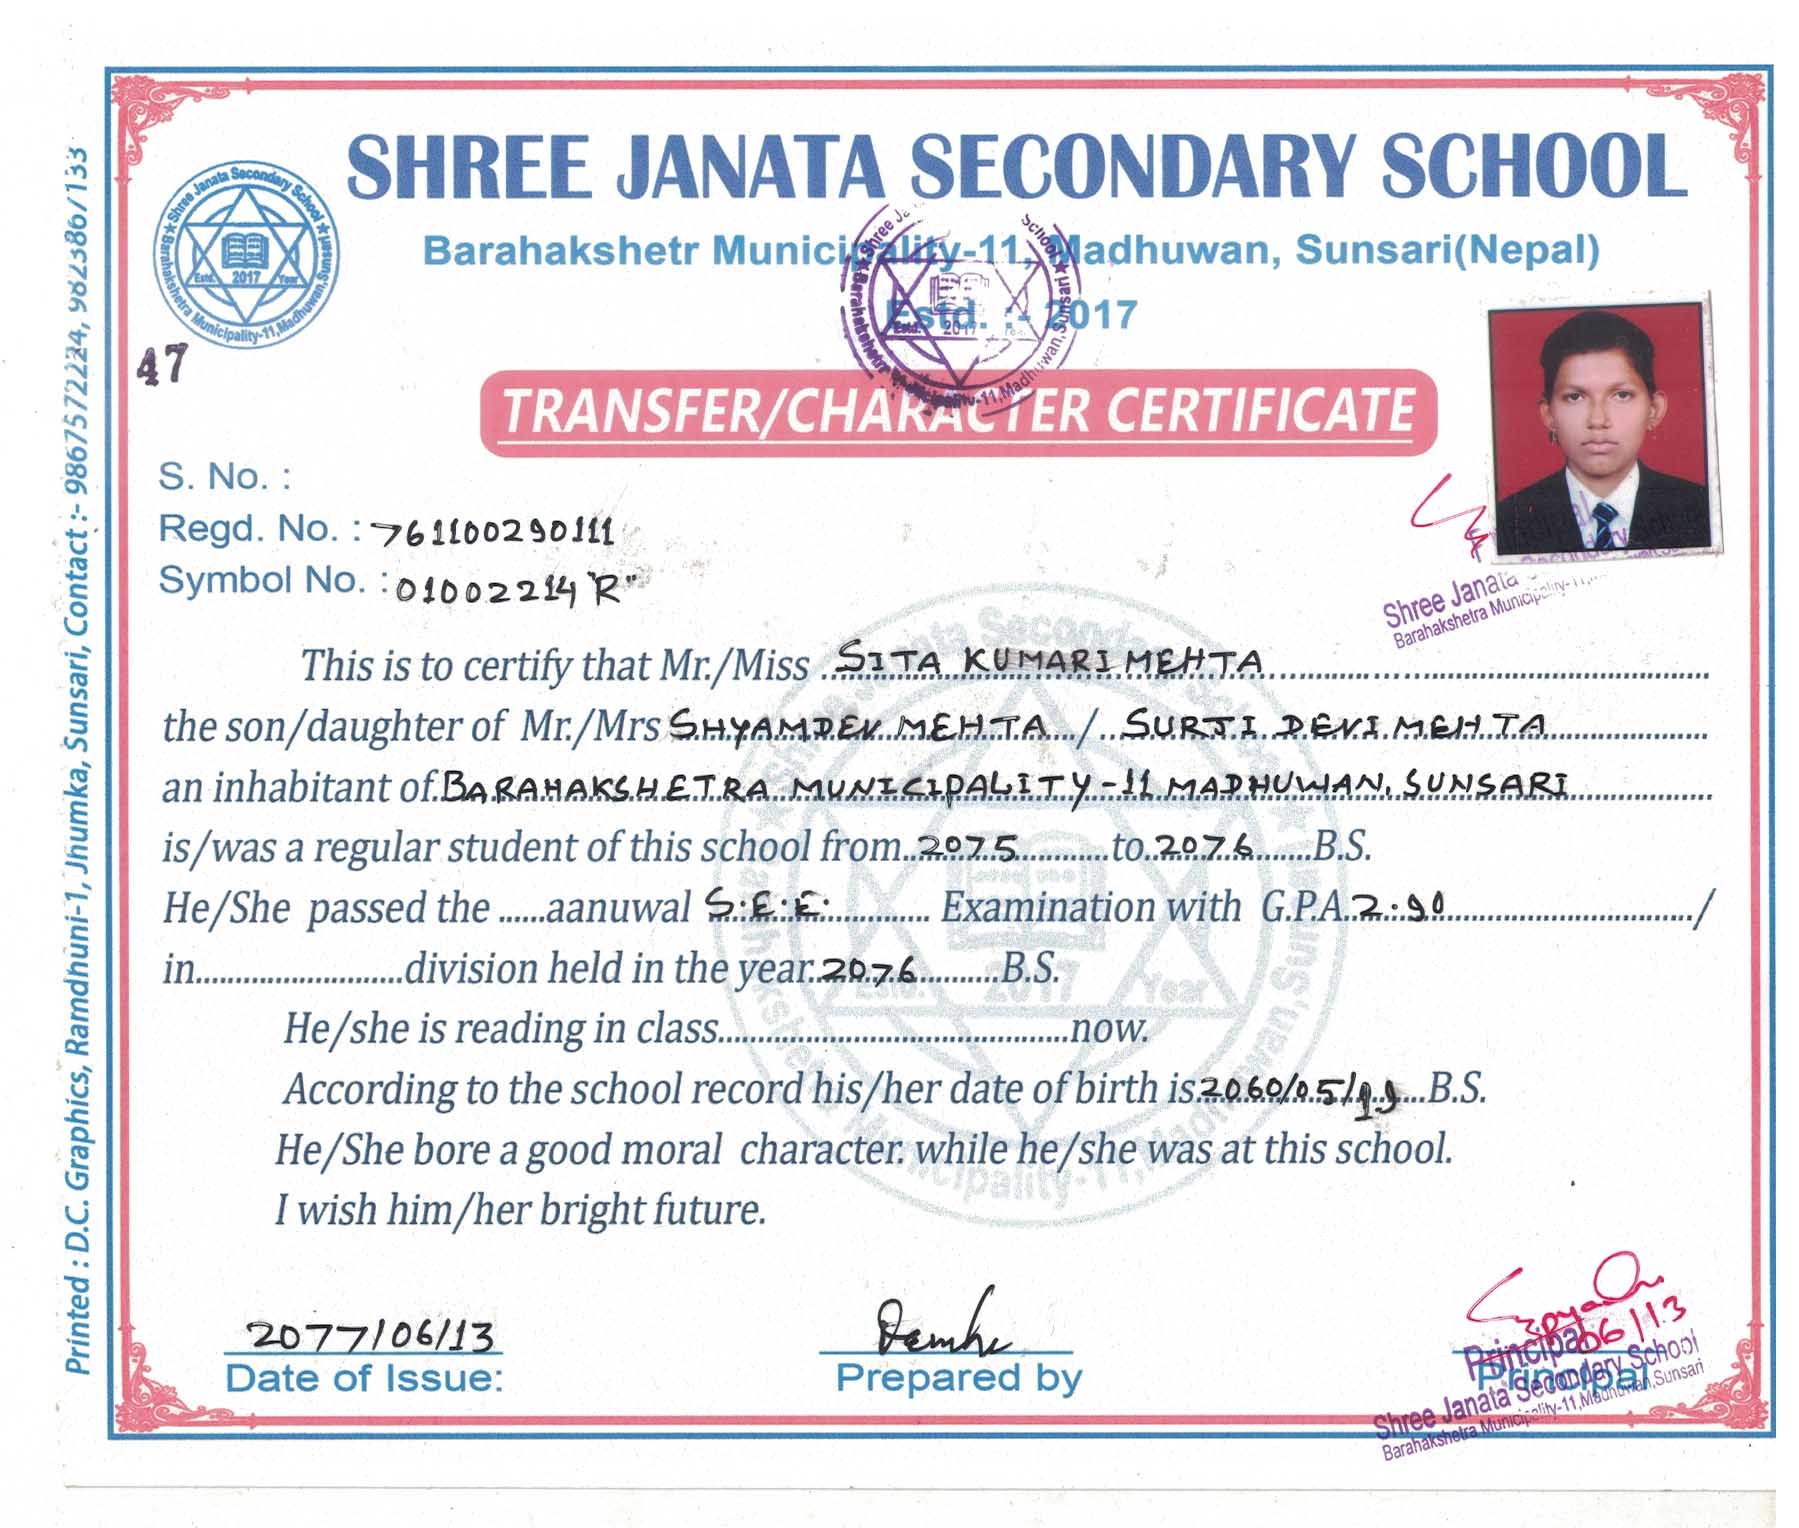 SHREE JANATA SECONDARY SCHOOL
Barahakshetr Municipality-11, Madhuwan, Sunsari(Nepal)
Estd. :- 2017
Shree Janata Secondary School
Barahakshetra Municipality-11, Madhuwan, Sunsari
Estd. 2017 Year
47
TRANSFER/CHARACTER CERTIFICATE
S. No. :
Regd. No. : 761100290111
Symbol No. : 01002214 "R"
Shree Janata
Barahakshetra Municipality-11,
This is to certify that Mr./Miss SITA KUMARI MEHTA
the son/daughter of Mr./Mrs SHYAMDEV MEHTA / SURJI DEVI MEHTA
an inhabitant of BARAHAKSHETRA MUNICIPALITY-11 MADHUWAN, SUNSARI
is/was a regular student of this school from 2075 to 2076 B.S.
He/She passed the ......aanuwal S.E.E. Examination with G.P.A. 2.90 /
in..........division held in the year 2076 B.S.
He/she is reading in class..........now.
According to the school record his/her date of birth is 2060/05/19 B.S.
He/She bore a good moral character. while he/she was at this school.
I wish him/her bright future.
2077/06/13
Date of Issue:
Prepared by
06/13
Principal
Principal
Shree Janata Secondary School
Barahakshetra Municipality-11, Madhuwan, Sunsari
Printed : D.C. Graphics, Ramdhuni-1, Jhumka, Sunsari, Contact :- 9867572224, 982386/133